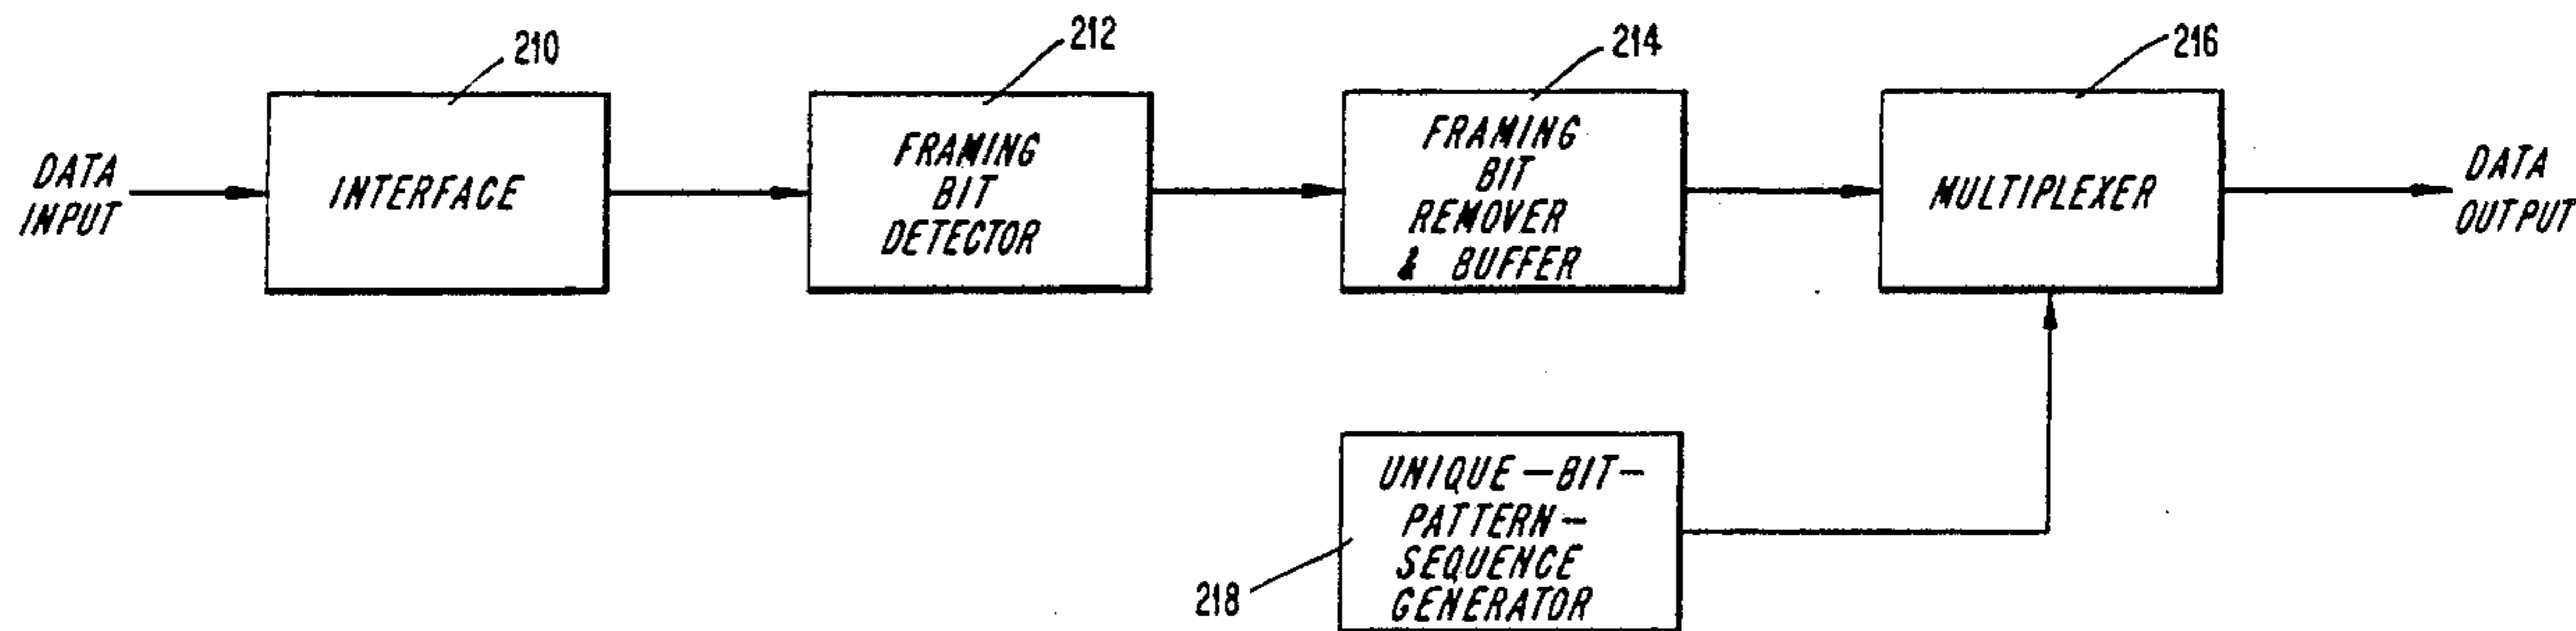 210
212
214
216
DATA
INPUT
INTERFACE
FRAMING
BIT
DETECTOR
FRAMING
BIT
REMOVER
& BUFFER
MULTIPLEXER
DATA
OUTPUT
UNIQUE-BIT-
PATTERN-
SEQUENCE
GENERATOR
218